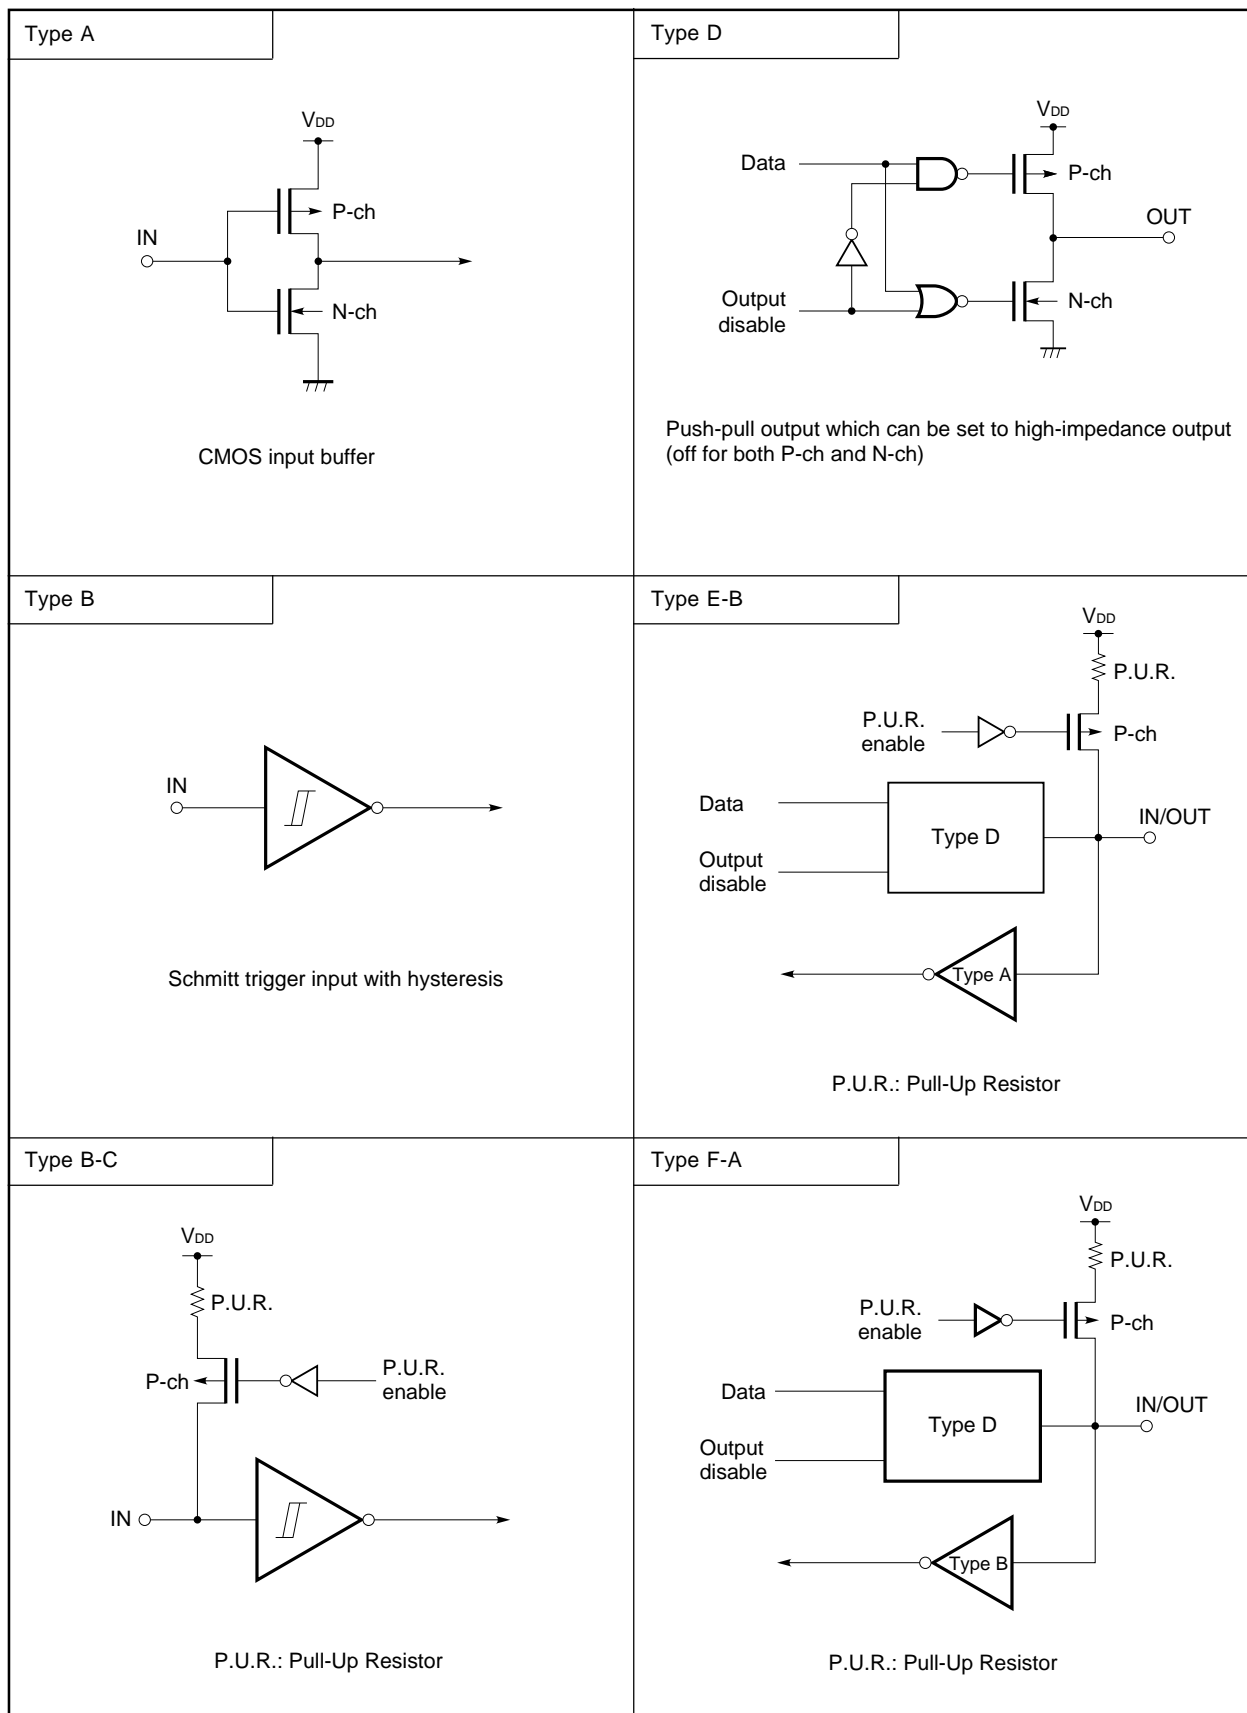 Type A
VDD
P-ch
IN
N-ch
CMOS input buffer
Type D
VDD
Data
P-ch
OUT
Output
disable
N-ch
Push-pull output which can be set to high-impedance output
(off for both P-ch and N-ch)
Type B
IN
Schmitt trigger input with hysteresis
Type E-B
VDD
P.U.R.
P.U.R.
enable
P-ch
Data
IN/OUT
Type D
Output
disable
Type A
P.U.R.: Pull-Up Resistor
Type B-C
VDD
P.U.R.
P-ch
P.U.R.
enable
IN
P.U.R.: Pull-Up Resistor
Type F-A
VDD
P.U.R.
P.U.R.
enable
P-ch
Data
IN/OUT
Type D
Output
disable
Type B
P.U.R.: Pull-Up Resistor